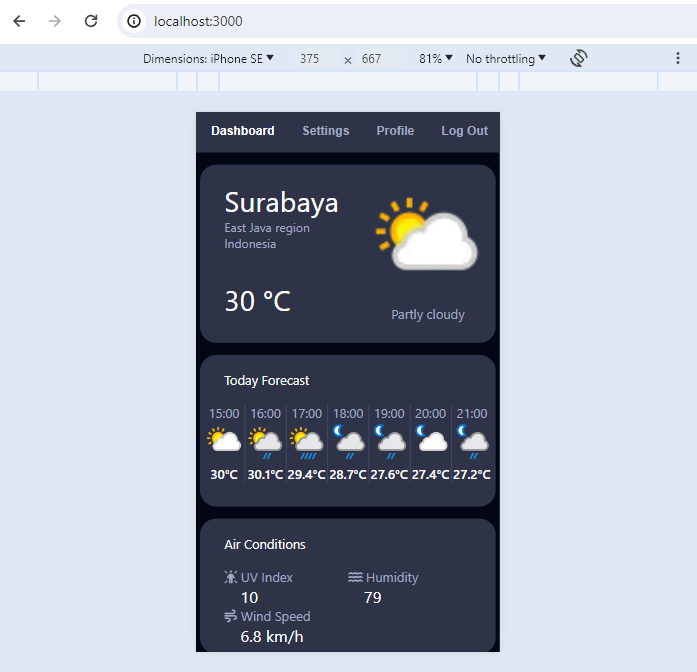 localhost:3000
Dimensions: iPhone SE 375 × 667 81% No throttling
Dashboard Settings Profile Log Out
Surabaya
East Java region
Indonesia
30 °C
Partly cloudy
Today Forecast
15:00 16:00 17:00 18:00 19:00 20:00 21:00
30°C 30.1°C 29.4°C 28.7°C 27.6°C 27.4°C 27.2°C
Air Conditions
UV Index Humidity
10 79
Wind Speed
6.8 km/h